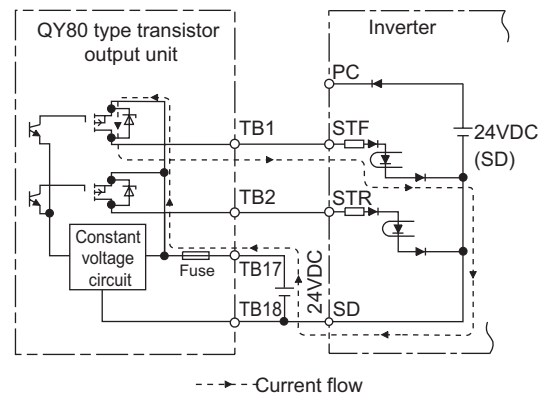 QY80 type transistor
output unit
Inverter
PC
TB1
STF
24VDC
(SD)
TB2
STR
Constant
voltage
circuit
Fuse
TB17
24VDC
TB18
SD
Current flow